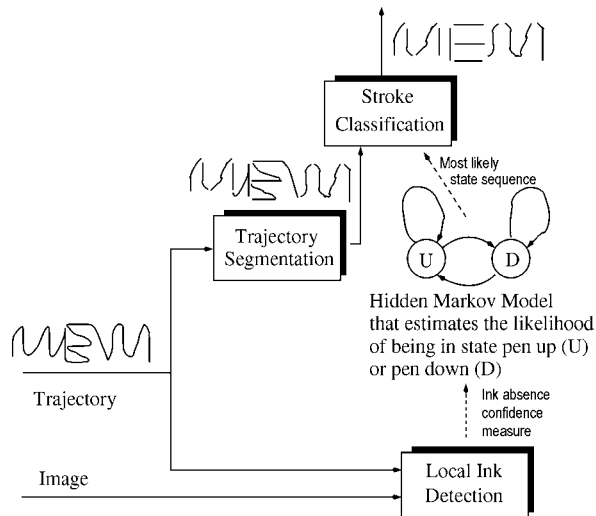 Stroke
Classification
Most likely
state sequence
Trajectory
Segmentation
U
D
Hidden Markov Model
that estimates the likelihood
of being in state pen up (U)
or pen down (D)
Trajectory
Ink absence
confidence
measure
Image
Local Ink
Detection